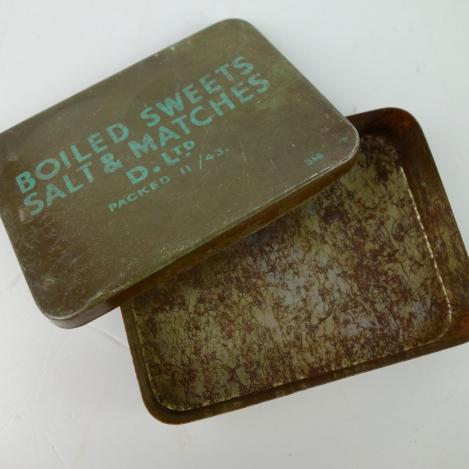 BOILED SWEETS
SALT & MATCHES
D. LTD
PACKED 11/43.